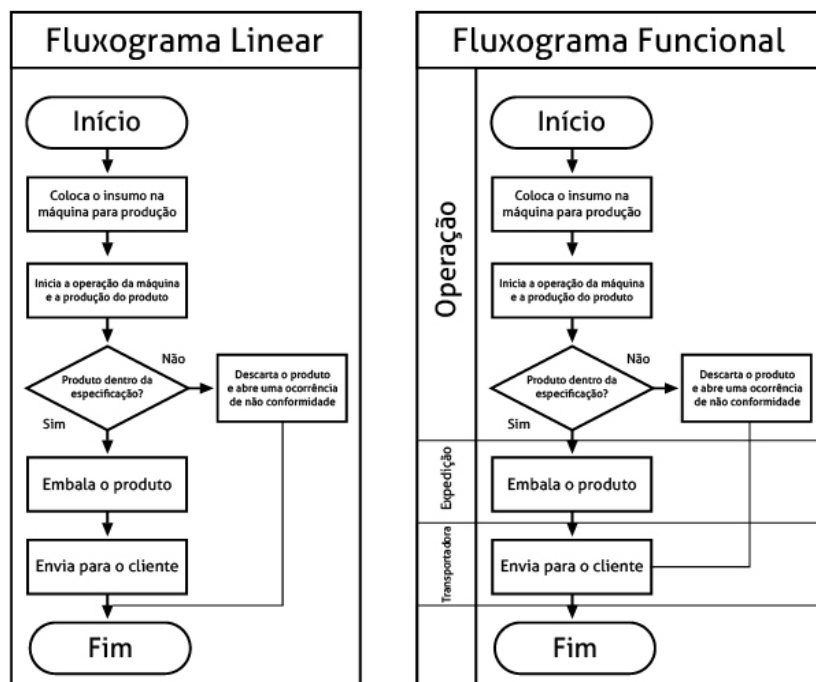 Fluxograma Linear
Início
Coloca o insumo na
máquina para produção
Inicia a operação da máquina
e a produção do produto
Produto dentro da
especificação?
Não
Descarta o produto
e abre uma ocorrência
de não conformidade
Sim
Embala o produto
Envia para o cliente
Fim
Fluxograma Funcional
Operação
Início
Coloca o insumo na
máquina para produção
Inicia a operação da máquina
e a produção do produto
Produto dentro da
especificação?
Não
Descarta o produto
e abre uma ocorrência
de não conformidade
Sim
Expedição
Embala o produto
Transportadora
Envia para o cliente
Fim